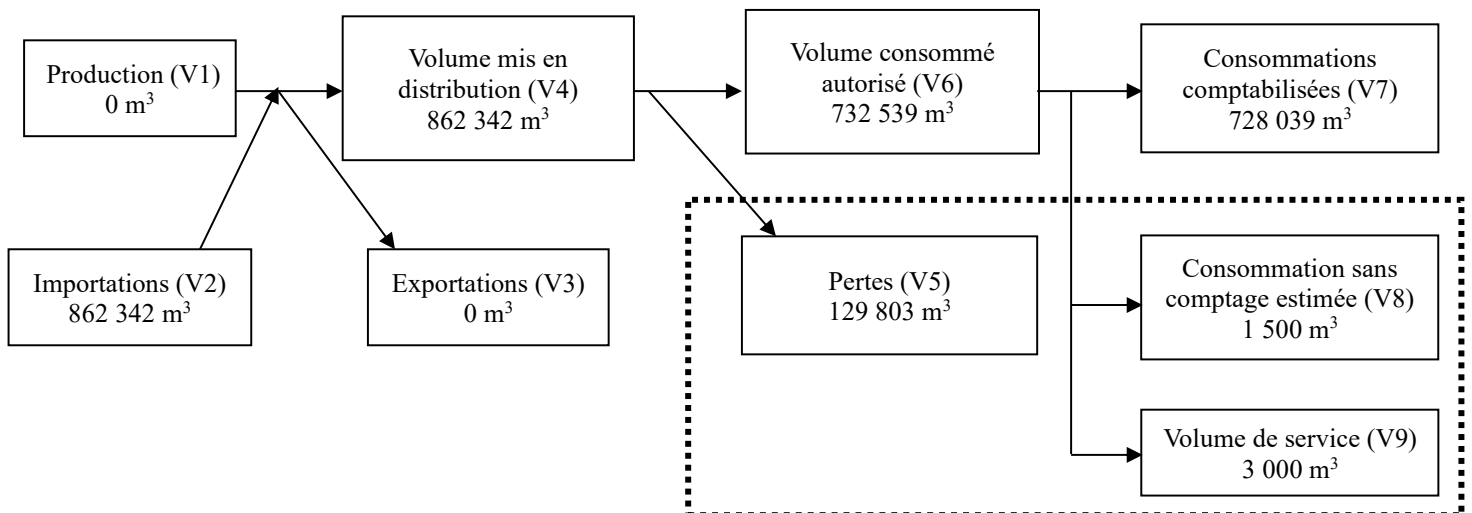 Production (V1)
0 m³
Volume mis en
distribution (V4)
862 342 m³
Volume consommé
autorisé (V6)
732 539 m³
Consommations
comptabilisées (V7)
728 039 m³
Importations (V2)
862 342 m³
Exportations (V3)
0 m³
Pertes (V5)
129 803 m³
Consommation sans
comptage estimée (V8)
1 500 m³
Volume de service (V9)
3 000 m³